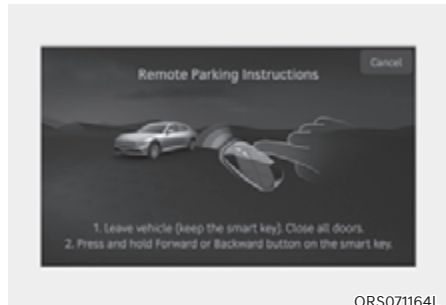 Cancel
Remote Parking Instructions
1. Leave vehicle (keep the smart key). Close all doors.
2. Press and hold Forward or Backward button on the smart key.
ORS071164L